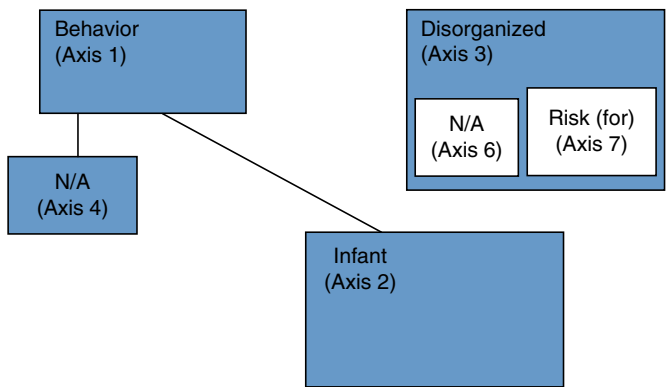 Behavior
(Axis 1)
Disorganized
(Axis 3)
N/A
(Axis 6)
Risk (for)
(Axis 7)
N/A
(Axis 4)
Infant
(Axis 2)